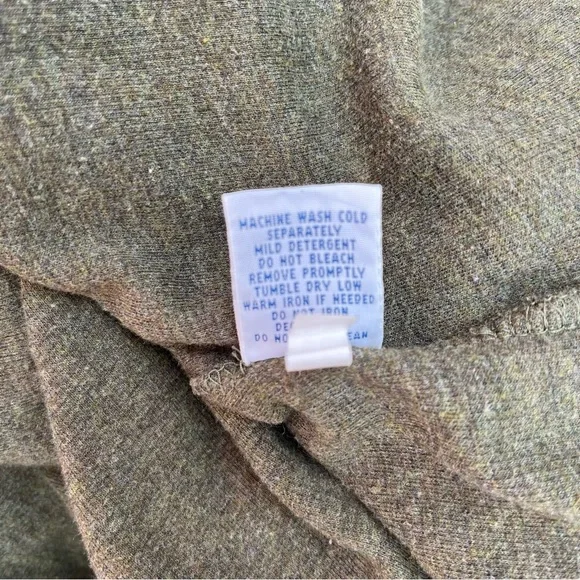 MACHINE WASH COLD
SEPARATELY
MILD DETERGENT
DO NOT BLEACH
REMOVE PROMPTLY
TUMBLE DRY LOW
WARM IRON IF NEEDED
DO NOT IRON
DO